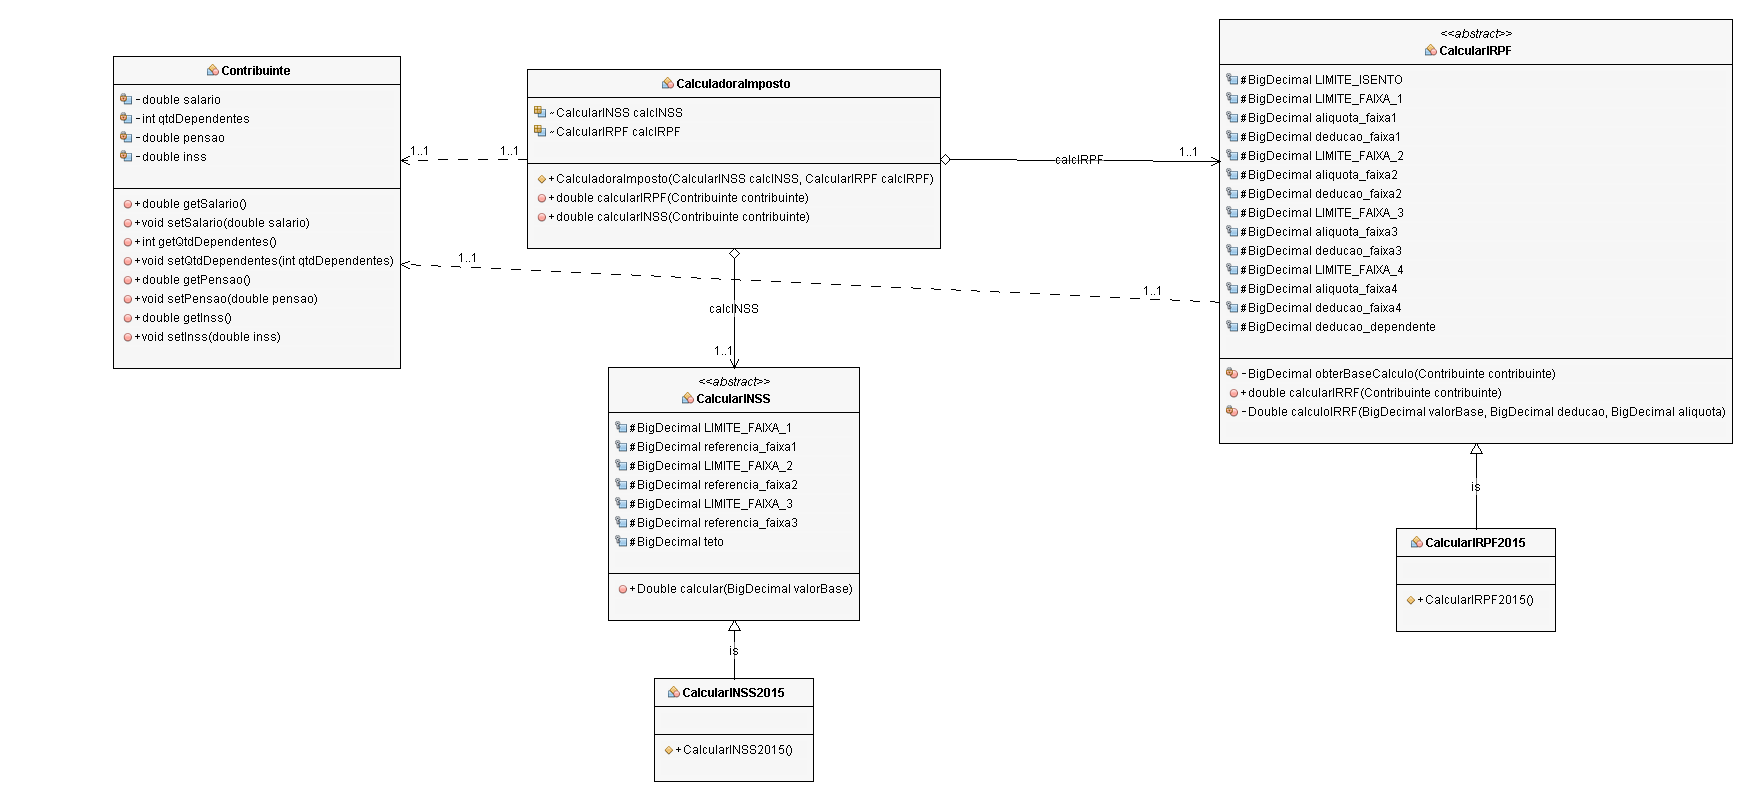 Contribuinte
-double salario
-int qtdDependentes
-double pensao
-double inss
+double getSalario()
+void setSalario(double salario)
+int getQtdDependentes()
+void setQtdDependentes(int qtdDependentes)
+double getPensao()
+void setPensao(double pensao)
+double getInss()
+void setInss(double inss)
1..1
1..1
CalculadoraImposto
~CalcularINSS calcINSS
~CalcularIRPF calcIRPF
+CalculadoraImposto(CalcularINSS calcINSS, CalcularIRPF calcIRPF)
+double calcularIRPF(Contribuinte contribuinte)
+double calcularINSS(Contribuinte contribuinte)
calcIRPF
1..1
1..1
1..1
calcINSS
1..1
<<abstract>>
CalcularINSS
#BigDecimal LIMITE_FAIXA_1
#BigDecimal referencia_faixa1
#BigDecimal LIMITE_FAIXA_2
#BigDecimal referencia_faixa2
#BigDecimal LIMITE_FAIXA_3
#BigDecimal referencia_faixa3
#BigDecimal teto
+Double calcular(BigDecimal valorBase)
is
CalcularINSS2015
+CalcularINSS2015()
<<abstract>>
CalcularIRPF
#BigDecimal LIMITE_ISENTO
#BigDecimal LIMITE_FAIXA_1
#BigDecimal aliquota_faixa1
#BigDecimal deducao_faixa1
#BigDecimal LIMITE_FAIXA_2
#BigDecimal aliquota_faixa2
#BigDecimal deducao_faixa2
#BigDecimal LIMITE_FAIXA_3
#BigDecimal aliquota_faixa3
#BigDecimal deducao_faixa3
#BigDecimal LIMITE_FAIXA_4
#BigDecimal aliquota_faixa4
#BigDecimal deducao_faixa4
#BigDecimal deducao_dependente
-BigDecimal obterBaseCalculo(Contribuinte contribuinte)
+double calcularIRRF(Contribuinte contribuinte)
-Double calculoIRRF(BigDecimal valorBase, BigDecimal deducao, BigDecimal aliquota)
is
CalcularIRPF2015
+CalcularIRPF2015()